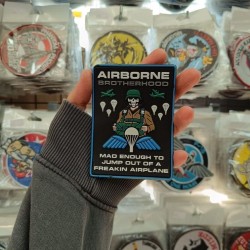 AIRBORNE
BROTHERHOOD
MAD ENOUGH TO
JUMP OUT OF A
FREAKIN AIRPLANE